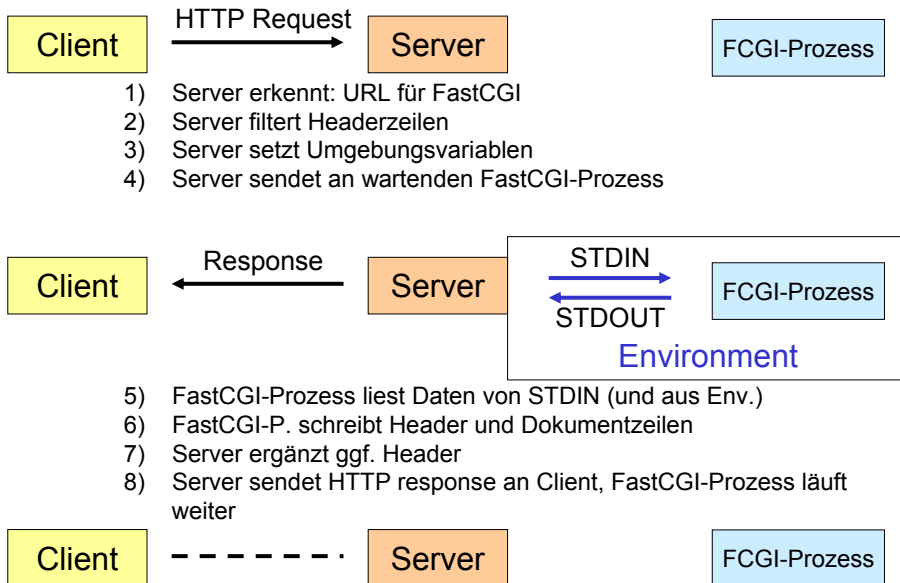 HTTP Request
Client
Server
FCGI-Prozess
1) Server erkennt: URL für FastCGI
2) Server filtert Headerzeilen
3) Server setzt Umgebungsvariablen
4) Server sendet an wartenden FastCGI-Prozess
Response
STDIN
Client
Server
FCGI-Prozess
STDOUT
Environment
5) FastCGI-Prozess liest Daten von STDIN (und aus Env.)
6) FastCGI-P. schreibt Header und Dokumentzeilen
7) Server ergänzt ggf. Header
8) Server sendet HTTP response an Client, FastCGI-Prozess läuft
weiter
Client
Server
FCGI-Prozess